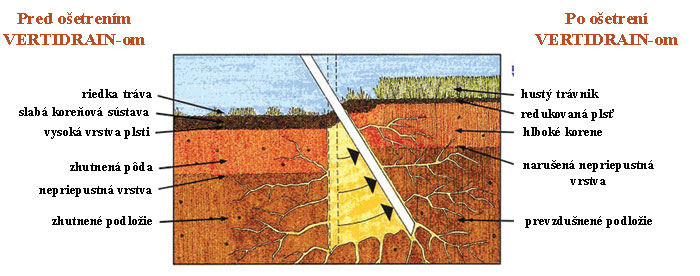 Pred ošetrením
VERTIDRAIN-om
riedka tráva
slabá koreňová sústava
vysoká vrstva plsti
zhutnená pôda
nepriepustná vrstva
zhutnené podložie
Po ošetrení
VERTIDRAIN-om
hustý trávnik
redukovaná plsť
hlboké korene
narušená nepriepustná
vrstva
prevzdušnené podložie